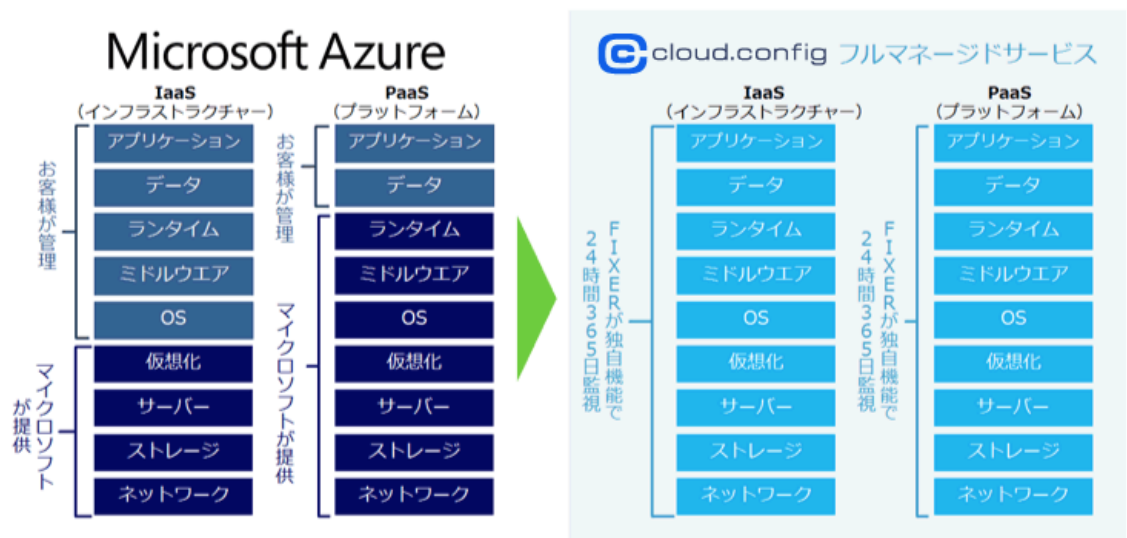 Microsoft Azure
IaaS
(インフラストラクチャー)
アプリケーション
データ
ランタイム
ミドルウエア
OS
仮想化
サーバー
ストレージ
ネットワーク
お客様が管理
マイクロソフト
が提供
PaaS
(プラットフォーム)
アプリケーション
データ
ランタイム
ミドルウエア
OS
仮想化
サーバー
ストレージ
ネットワーク
お客様が管理
マイクロソフトが提供
cloud.config フルマネージドサービス
IaaS
(インフラストラクチャー)
アプリケーション
データ
ランタイム
ミドルウエア
OS
仮想化
サーバー
ストレージ
ネットワーク
FIXERが独自機能で
24時間365日監視
PaaS
(プラットフォーム)
アプリケーション
データ
ランタイム
ミドルウエア
OS
仮想化
サーバー
ストレージ
ネットワーク
FIXERが独自機能で
24時間365日監視